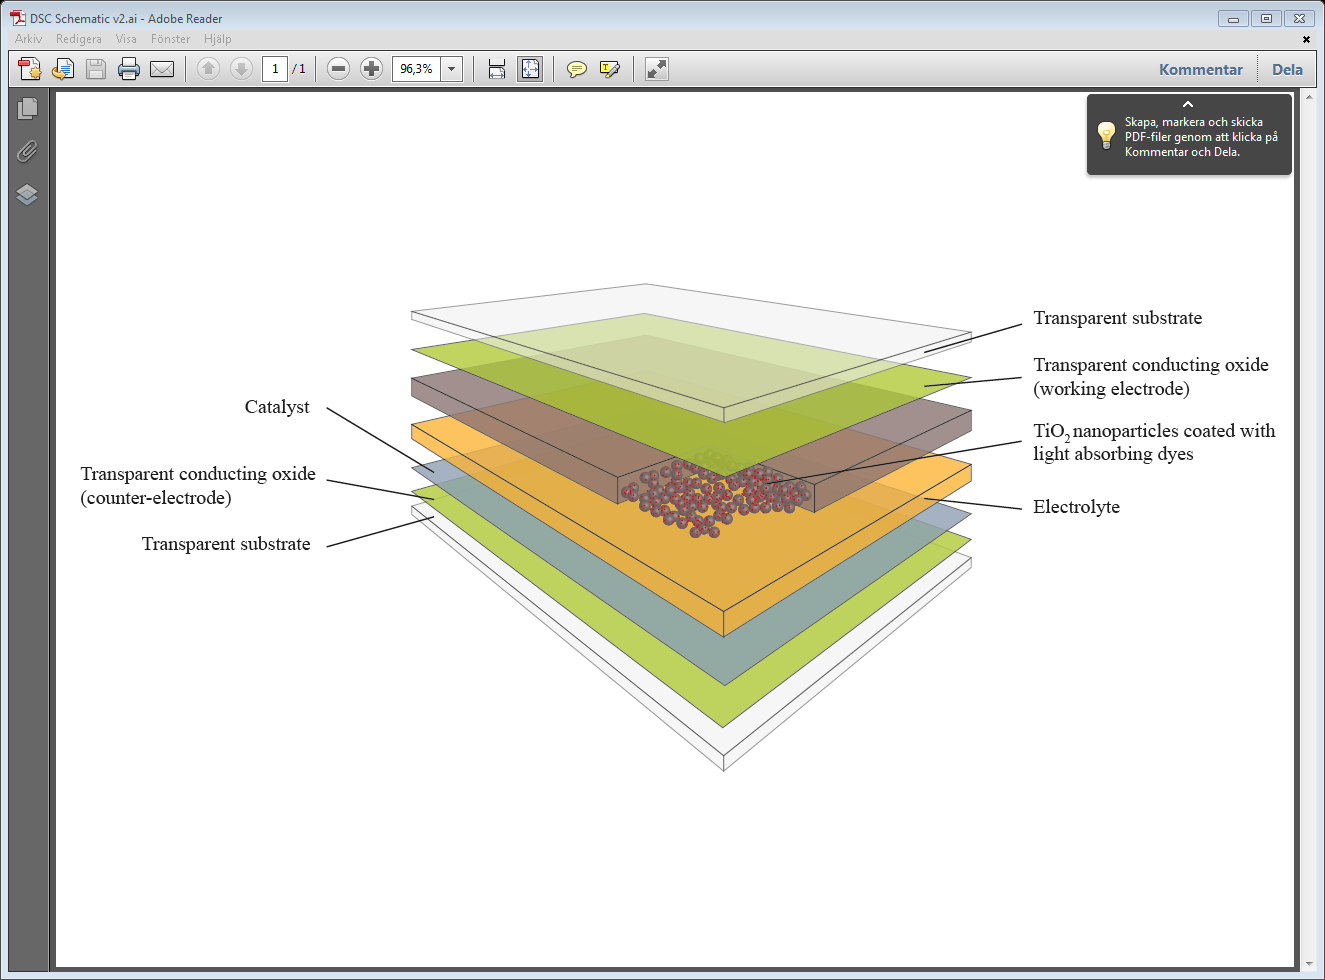 DSC Schematic v2.ai - Adobe Reader
Arkiv Redigera Visa Fönster Hjälp
1 / 1 96,3% Kommentar Dela
Skapa, markera och skicka
PDF-filer genom att klicka på
Kommentar och Dela.
Transparent substrate
Transparent conducting oxide
(working electrode)
TiO2 nanoparticles coated with
light absorbing dyes
Electrolyte
Catalyst
Transparent conducting oxide
(counter-electrode)
Transparent substrate